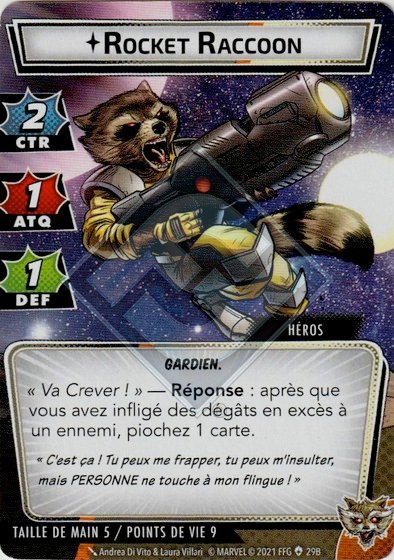 ROCKET RACCOON
2
CTR
1
ATQ
1
DEF
HÉROS
GARDIEN.
« Va Crever ! » — Réponse : après que
vous avez infligé des dégâts en excès à
un ennemi, piochez 1 carte.
« C'est ça ! Tu peux me frapper, tu peux m'insulter,
mais PERSONNE ne touche à mon flingue ! »
TAILLE DE MAIN 5 / POINTS DE VIE 9
Andrea Di Vito & Laura Villari © MARVEL © 2021 FFG 29B